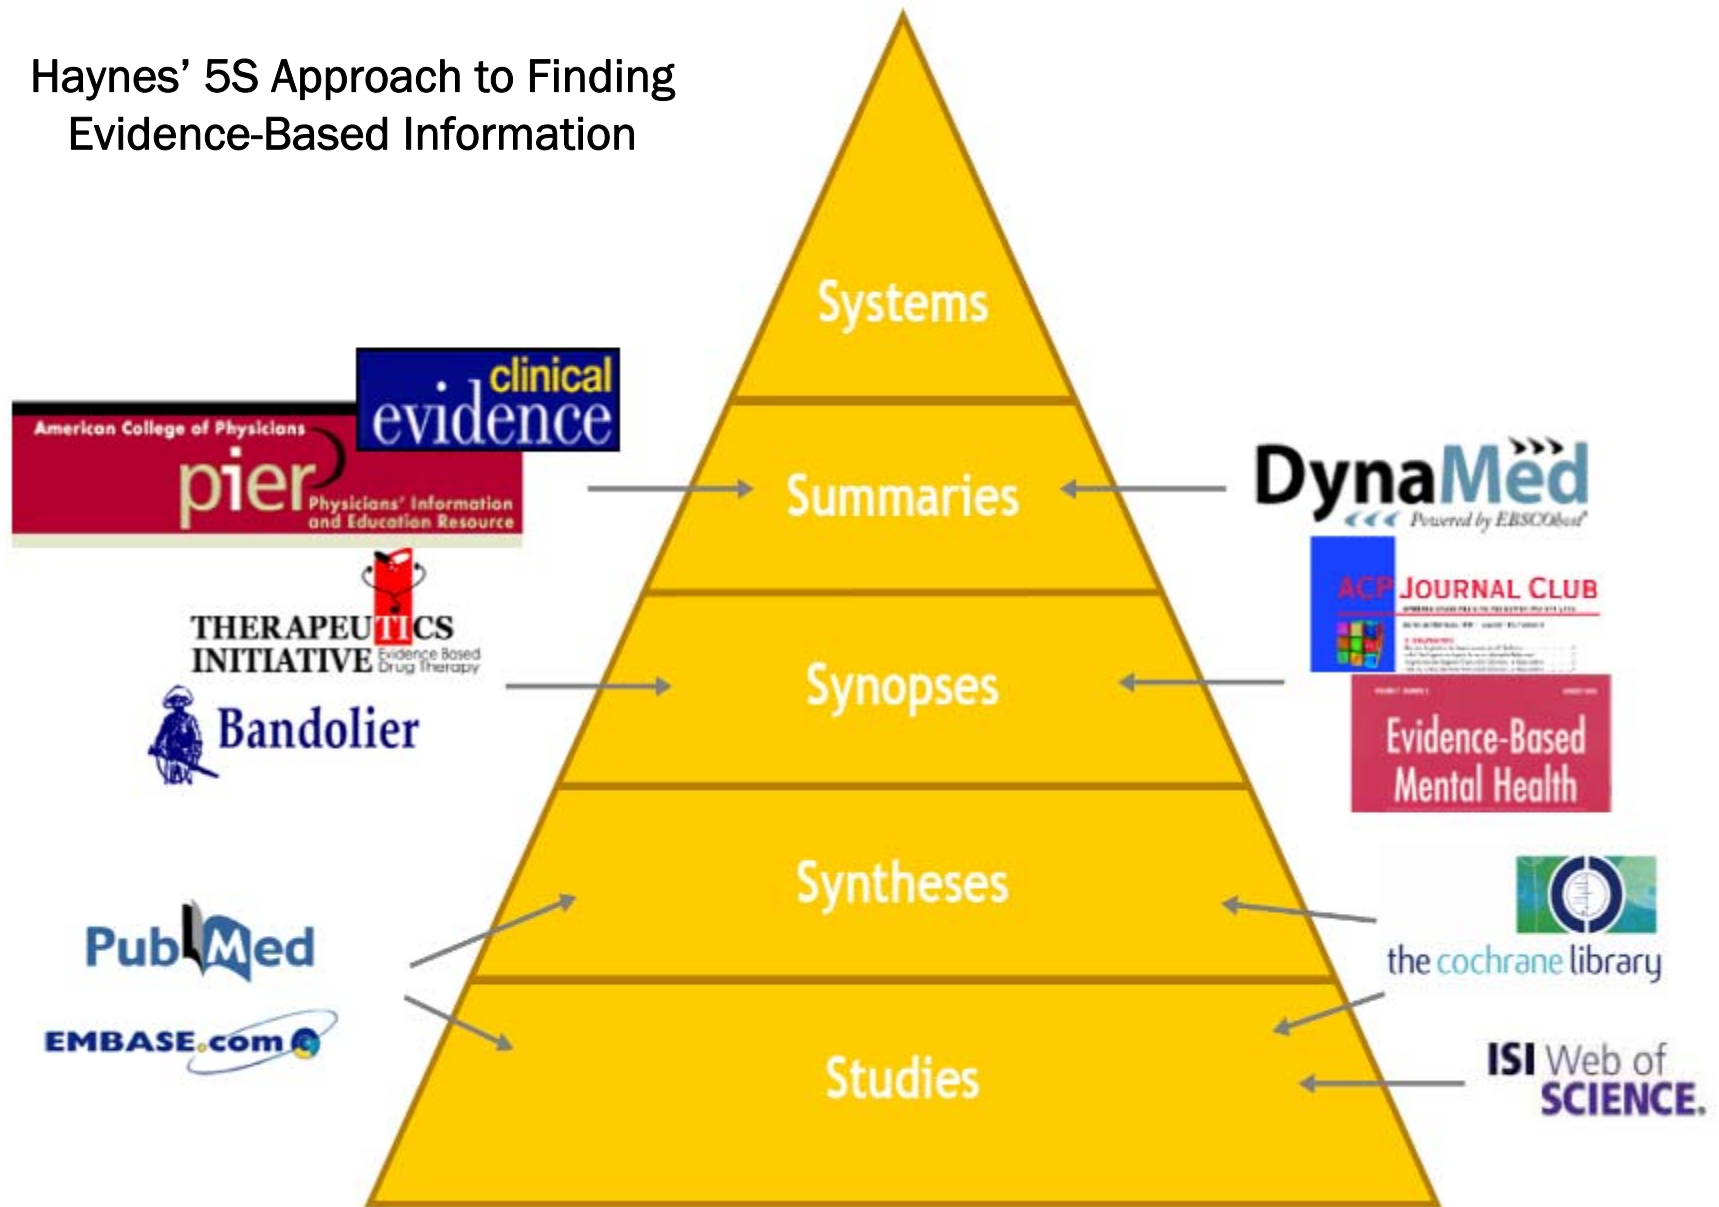 Haynes' 5S Approach to Finding
Evidence-Based Information
Systems
clinical
evidence
American College of Physicians
pier
Physicians' Information
and Education Resource
Summaries
DynaMed
Powered by EBSCOhost
THERAPEUTICS
INITIATIVE Evidence Based
Drug Therapy
Bandolier
Synopses
ACP JOURNAL CLUB
Evidence-Based
Mental Health
Syntheses
PubMed
EMBASE.com
the cochrane library
Studies
ISI Web of
SCIENCE.